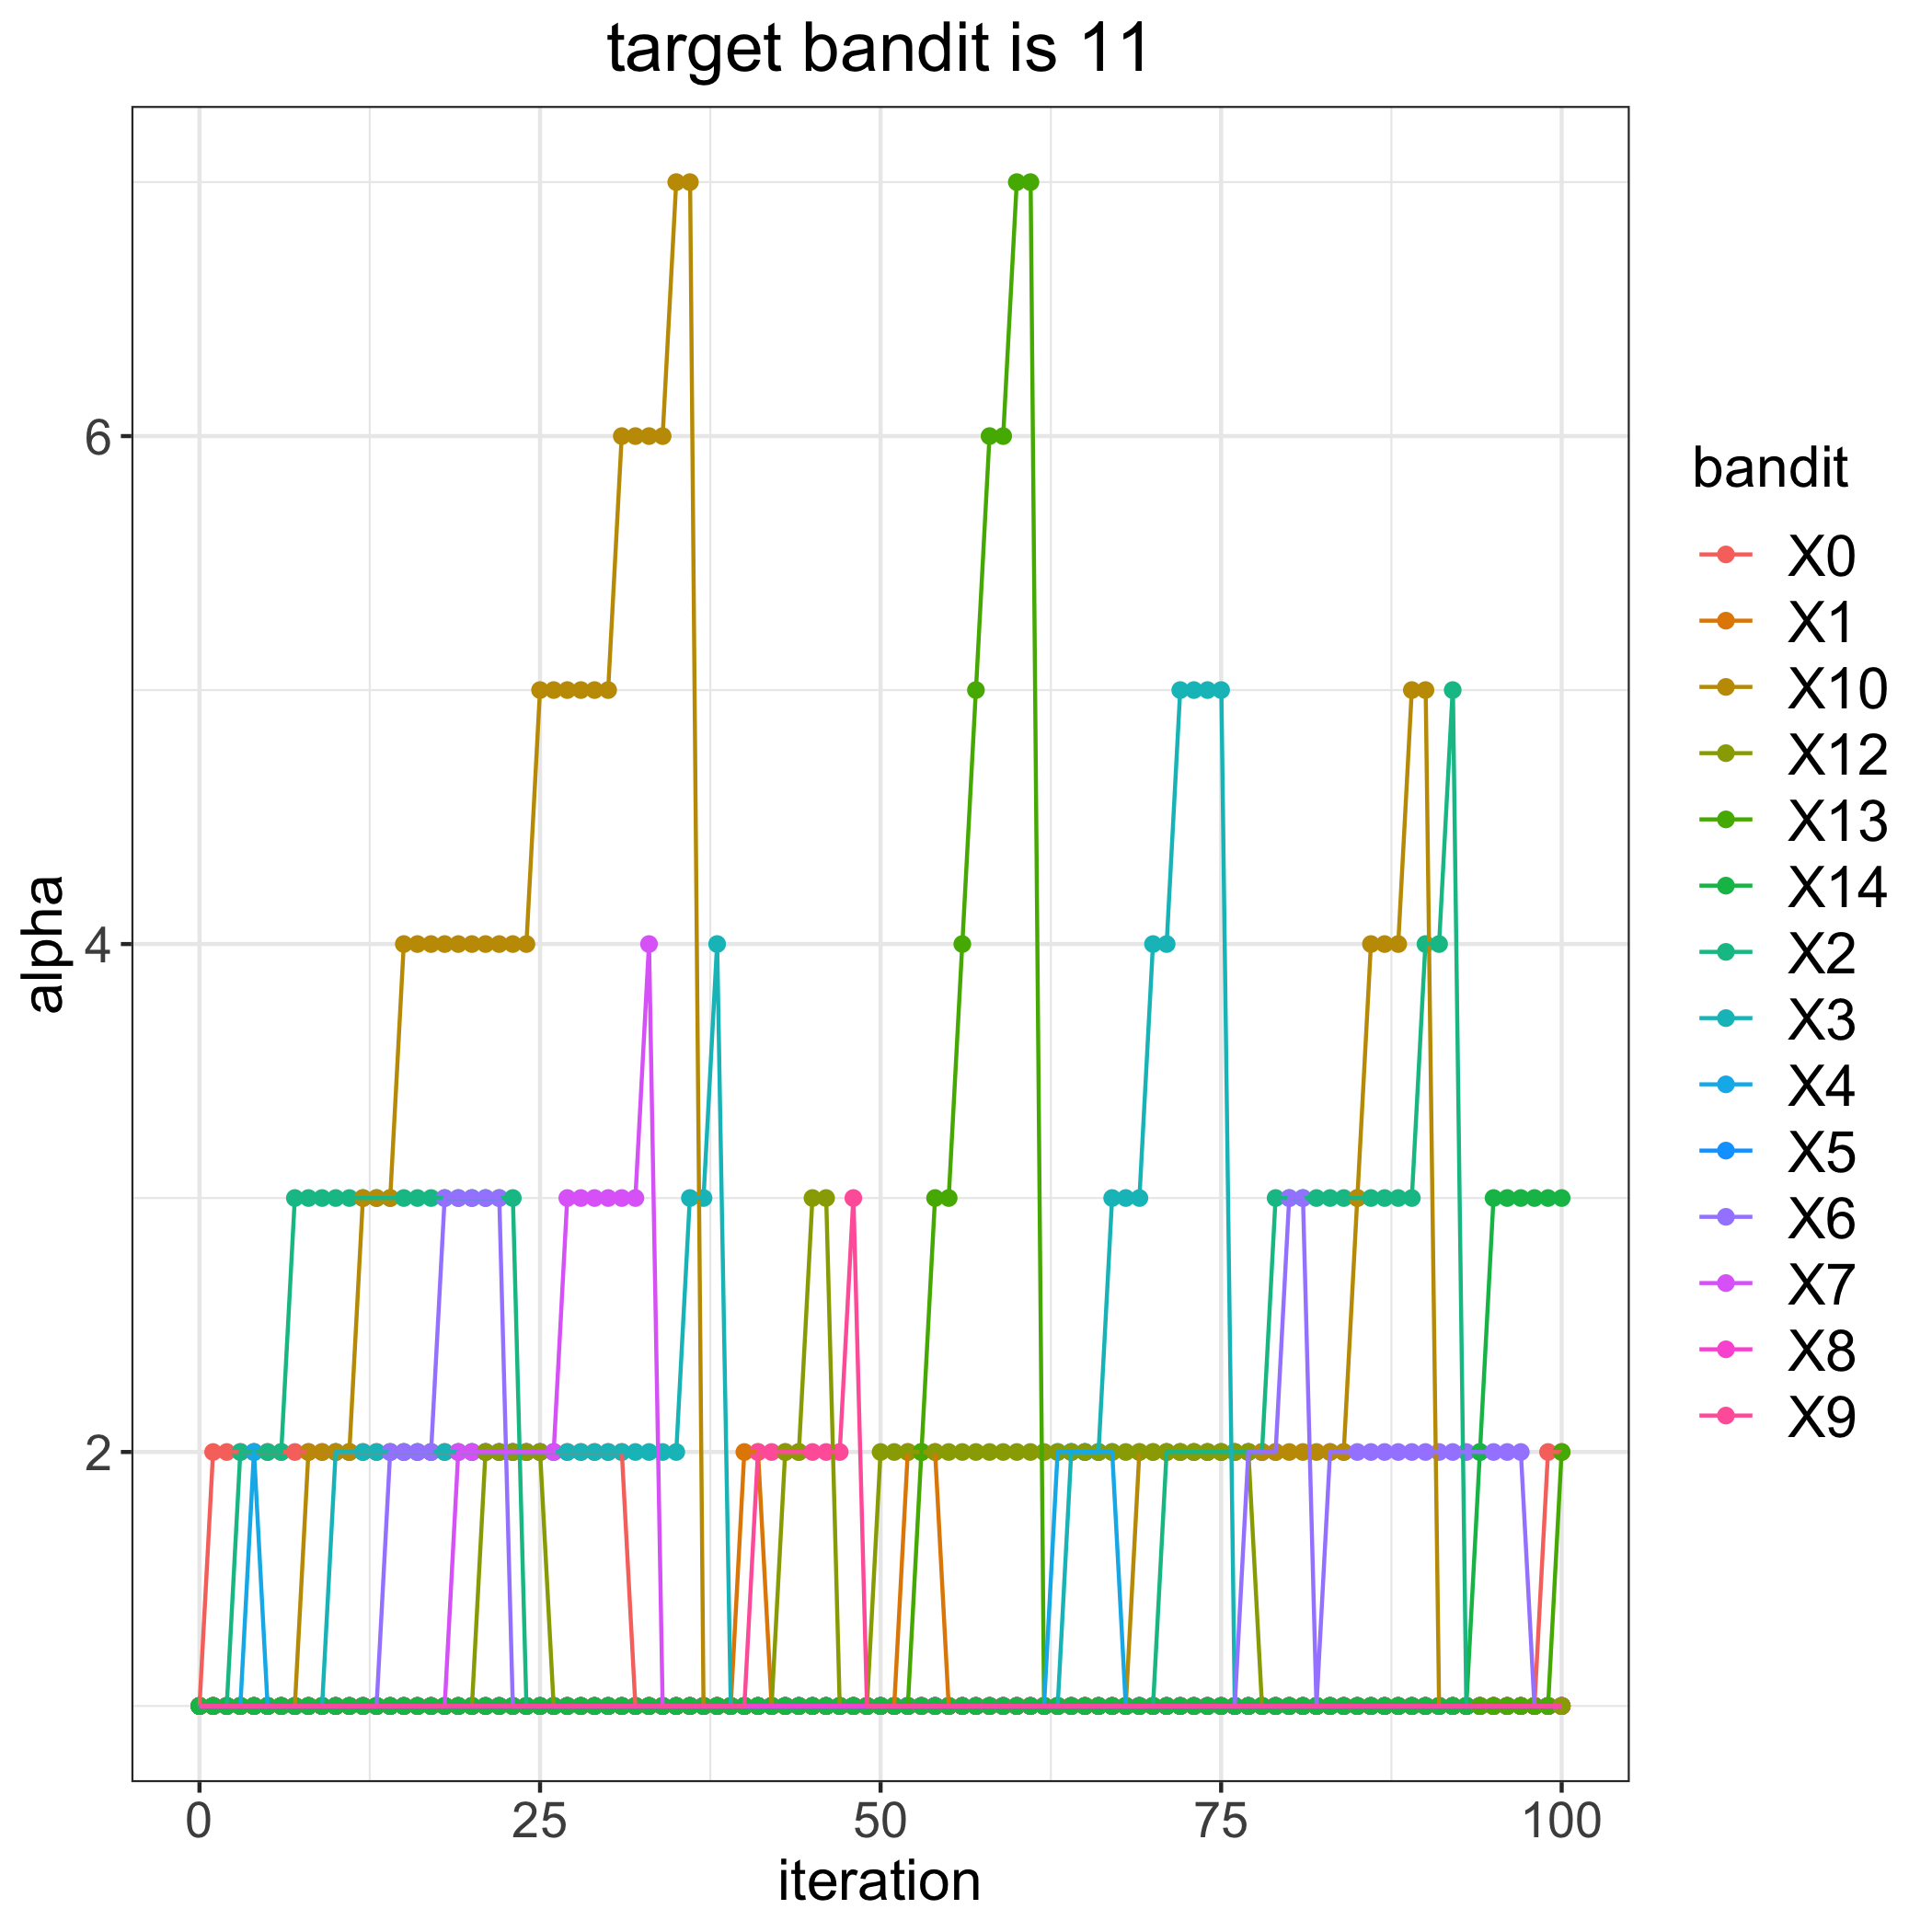 target bandit is 11
alpha
6
4
2
0 25 50 75 100
iteration
bandit
X0
X1
X10
X12
X13
X14
X2
X3
X4
X5
X6
X7
X8
X9